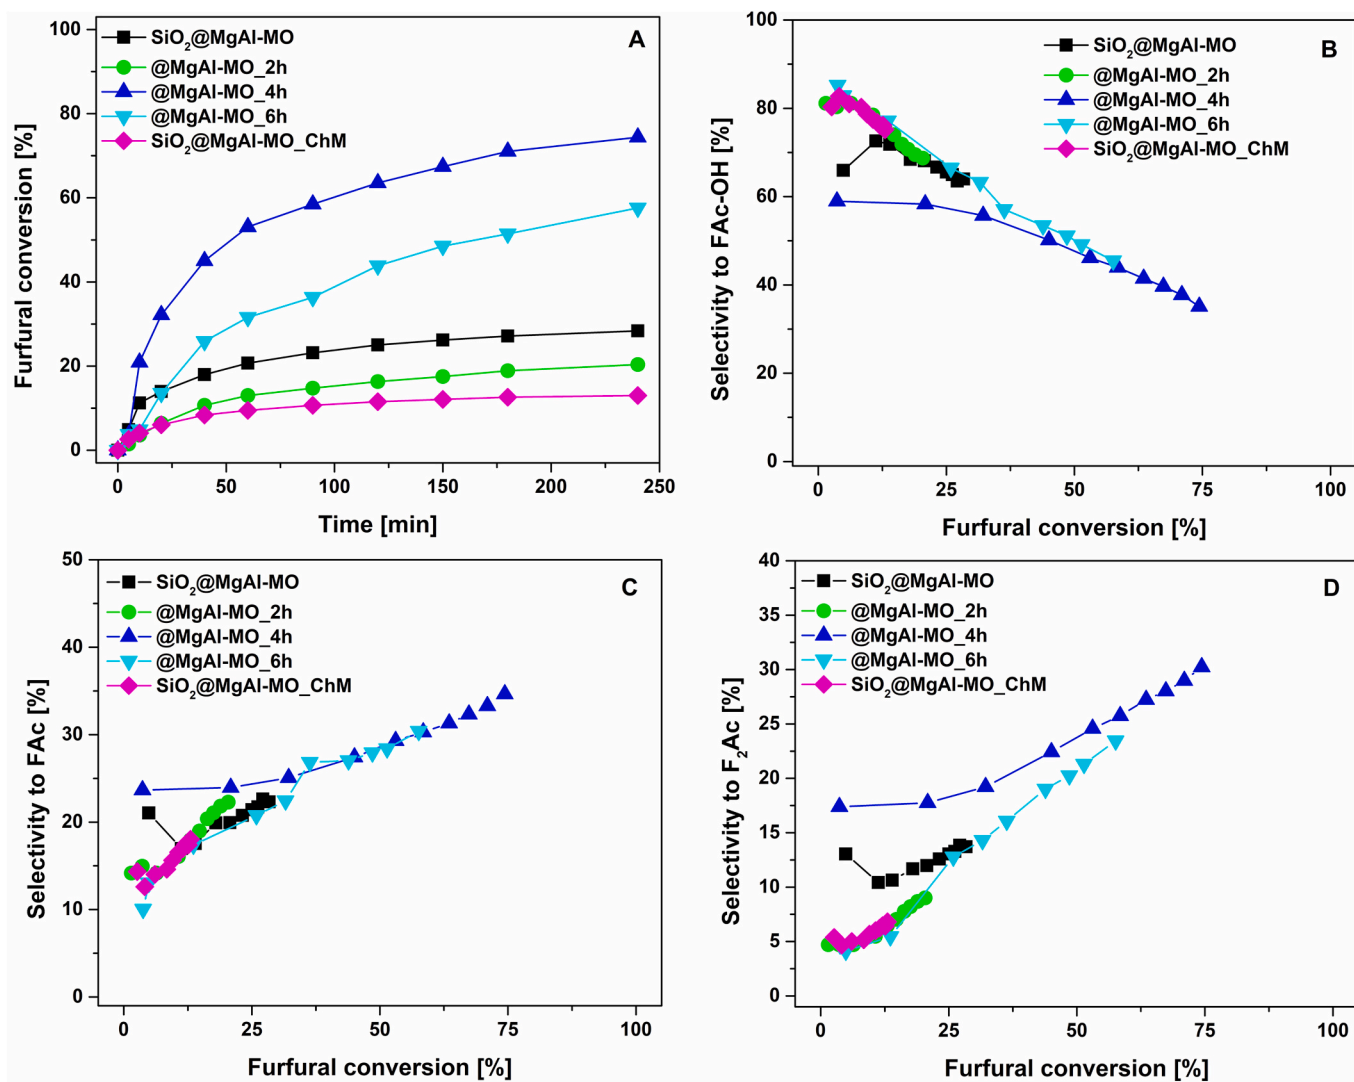 A
SiO2@MgAl-MO
@MgAl-MO_2h
@MgAl-MO_4h
@MgAl-MO_6h
SiO2@MgAl-MO_ChM
Furfural conversion [%]
100
80
60
40
20
0
0 50 100 150 200 250
Time [min]
B
SiO2@MgAl-MO
@MgAl-MO_2h
@MgAl-MO_4h
@MgAl-MO_6h
SiO2@MgAl-MO_ChM
Selectivity to FAc-OH [%]
100
80
60
40
20
0
0 25 50 75 100
Furfural conversion [%]
C
SiO2@MgAl-MO
@MgAl-MO_2h
@MgAl-MO_4h
@MgAl-MO_6h
SiO2@MgAl-MO_ChM
Selectivity to FAc [%]
50
40
30
20
10
0
0 25 50 75 100
Furfural conversion [%]
D
SiO2@MgAl-MO
@MgAl-MO_2h
@MgAl-MO_4h
@MgAl-MO_6h
SiO2@MgAl-MO_ChM
Selectivity to F2Ac [%]
40
35
30
25
20
15
10
5
0
0 25 50 75 100
Furfural conversion [%]